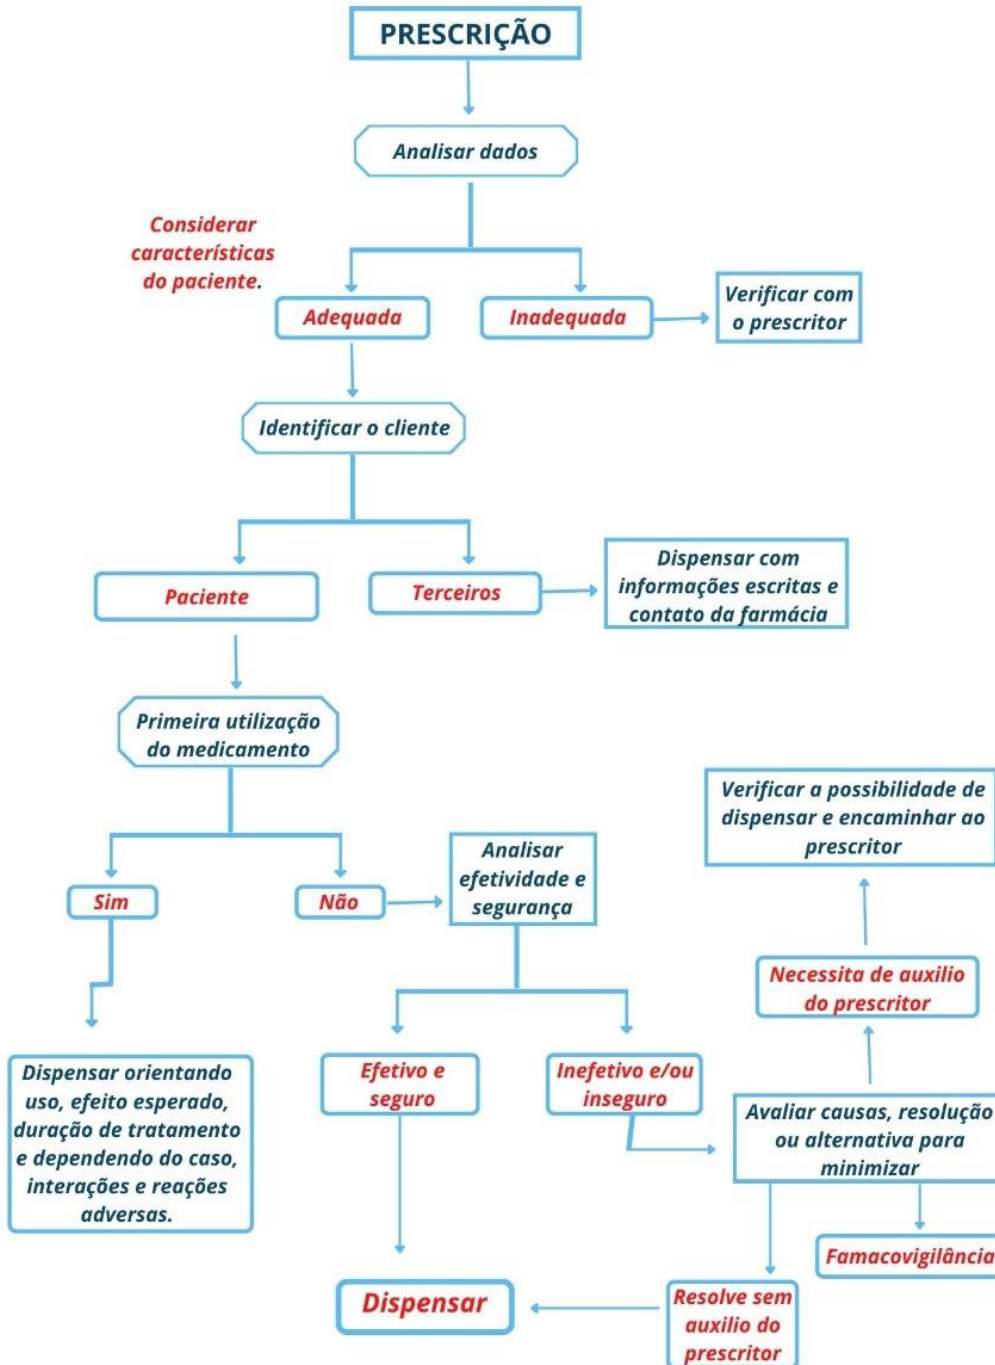 PRESCRIÇÃO
Analisar dados
Considerar
características
do paciente.
Adequada
Inadequada
Verificar com
o prescritor
Identificar o cliente
Paciente
Terceiros
Dispensar com
informações escritas e
contato da farmácia
Primeira utilização
do medicamento
Sim
Não
Analisar
efetividade e
segurança
Verificar a possibilidade de
dispensar e encaminhar ao
prescritor
Necessita de auxilio
do prescritor
Dispensar orientando
uso, efeito esperado,
duração de tratamento
e dependendo do caso,
interações e reações
adversas.
Efetivo e
seguro
Inefetivo e/ou
inseguro
Avaliar causas, resolução
ou alternativa para
minimizar
Famacovigilância
Dispensar
Resolve sem
auxilio do
prescritor